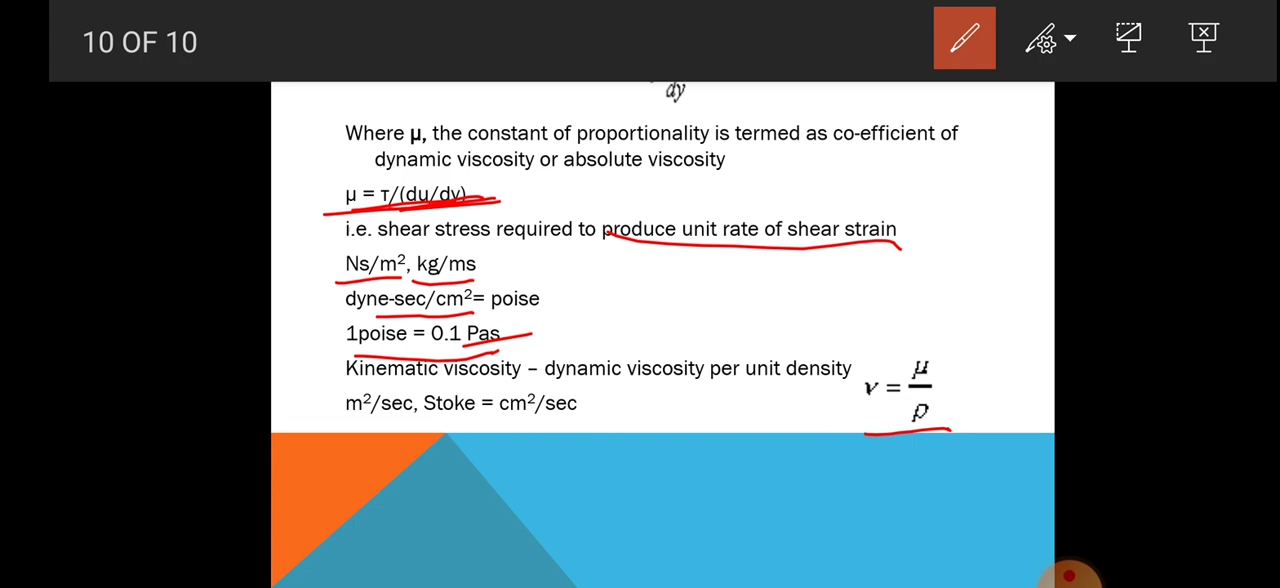 10 OF 10
dy
Where μ, the constant of proportionality is termed as co-efficient of
dynamic viscosity or absolute viscosity
μ = τ/(du/dy)
i.e. shear stress required to produce unit rate of shear strain
Ns/m², kg/ms
dyne-sec/cm²= poise
1poise = 0.1 Pas
Kinematic viscosity – dynamic viscosity per unit density
ν = μ/ρ
m²/sec, Stoke = cm²/sec